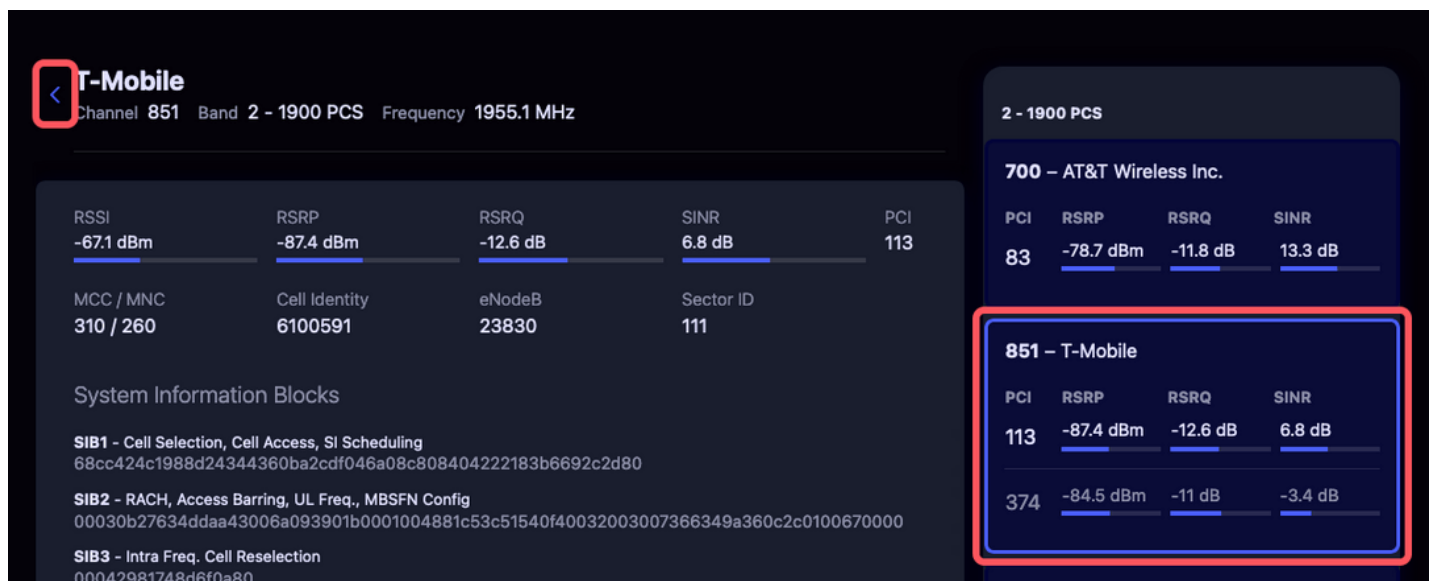 T-Mobile
Channel 851 Band 2 - 1900 PCS Frequency 1955.1 MHz
RSSI RSRP RSRQ SINR PCI
-67.1 dBm -87.4 dBm -12.6 dB 6.8 dB 113
MCC / MNC Cell Identity eNodeB Sector ID
310 / 260 6100591 23830 111
System Information Blocks
SIB1 - Cell Selection, Cell Access, SI Scheduling
68cc424c1988d24344360ba2cdf046a08c808404222183b6692c2d80
SIB2 - RACH, Access Barring, UL Freq., MBSFN Config
00030b27634ddaa43006a093901b0001004881c53c51540f40032003007366349a360c2c0100670000
SIB3 - Intra Freq. Cell Reselection
00042981748d6f0a80
2 - 1900 PCS
700 – AT&T Wireless Inc.
PCI RSRP RSRQ SINR
83 -78.7 dBm -11.8 dB 13.3 dB
851 – T-Mobile
PCI RSRP RSRQ SINR
113 -87.4 dBm -12.6 dB 6.8 dB
374 -84.5 dBm -11 dB -3.4 dB